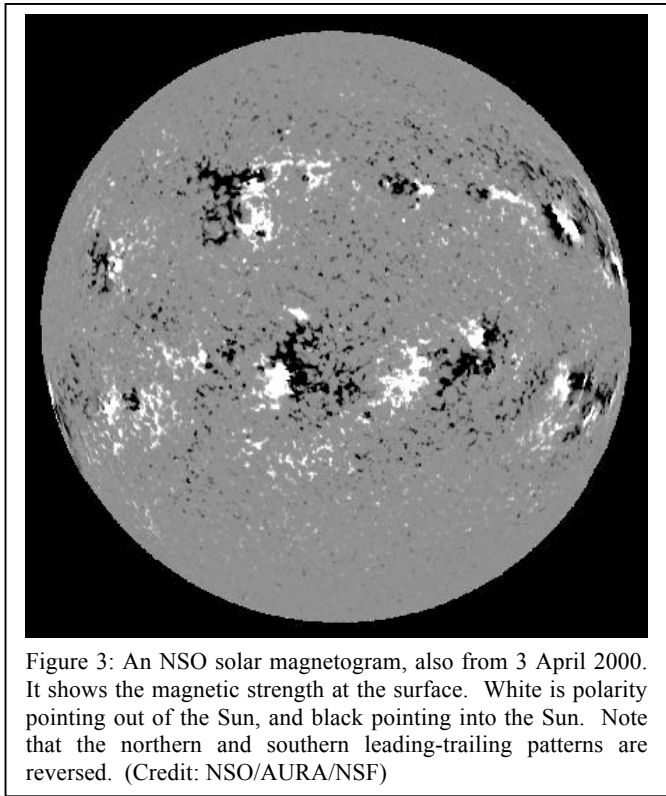 Figure 3: An NSO solar magnetogram, also from 3 April 2000.
It shows the magnetic strength at the surface. White is polarity
pointing out of the Sun, and black pointing into the Sun. Note
that the northern and southern leading-trailing patterns are
reversed. (Credit: NSO/AURA/NSF)